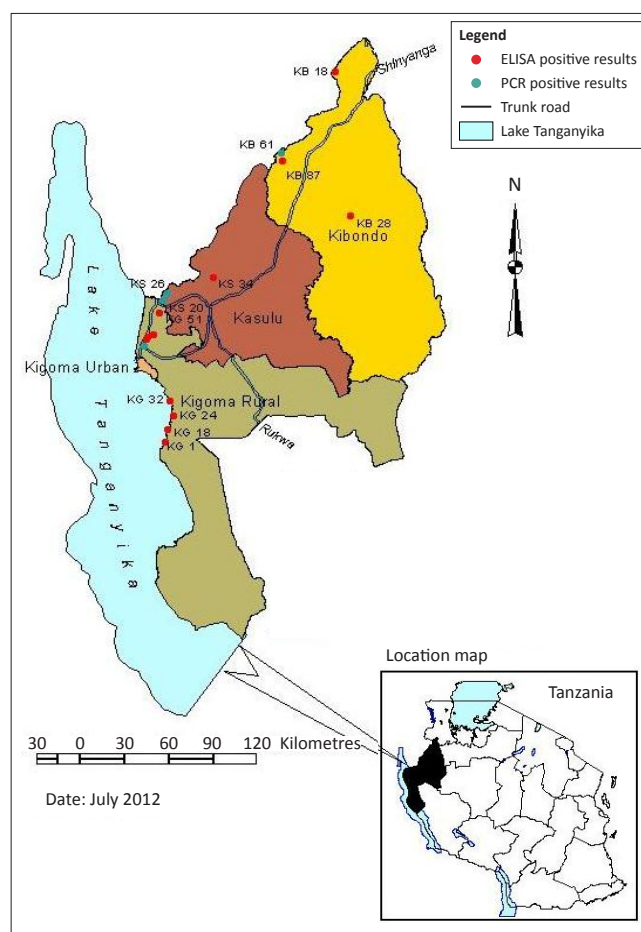 Legend
ELISA positive results
PCR positive results
Trunk road
Lake Tanganyika
KB 18
Shinyanga
KB 61
KB 87
N
KB 28
Kibondo
KS 26
KS 34
KS 20
KG 51
Kasulu
Kigoma Urban
KG 32
Kigoma Rural
KG 24
KG 18
Rukwa
KG 1
Lake Tanganyika
Location map
Tanzania
30 0 30 60 90 120 Kilometres
Date: July 2012